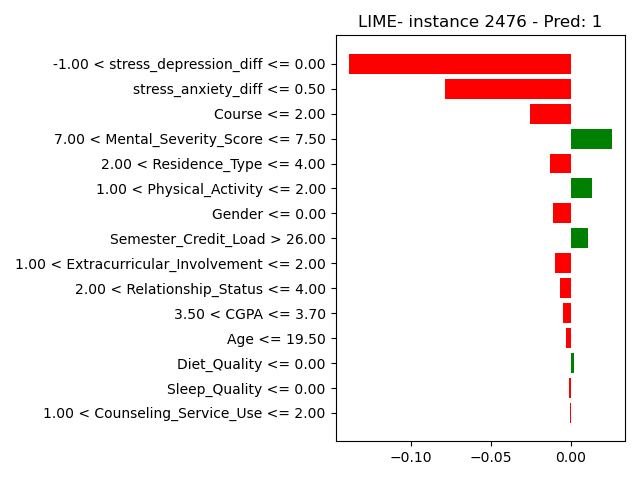 LIME- instance 2476 - Pred: 1
-1.00 < stress_depression_diff <= 0.00
stress_anxiety_diff <= 0.50
Course <= 2.00
7.00 < Mental_Severity_Score <= 7.50
2.00 < Residence_Type <= 4.00
1.00 < Physical_Activity <= 2.00
Gender <= 0.00
Semester_Credit_Load > 26.00
1.00 < Extracurricular_Involvement <= 2.00
2.00 < Relationship_Status <= 4.00
3.50 < CGPA <= 3.70
Age <= 19.50
Diet_Quality <= 0.00
Sleep_Quality <= 0.00
1.00 < Counseling_Service_Use <= 2.00
−0.10 −0.05 0.00